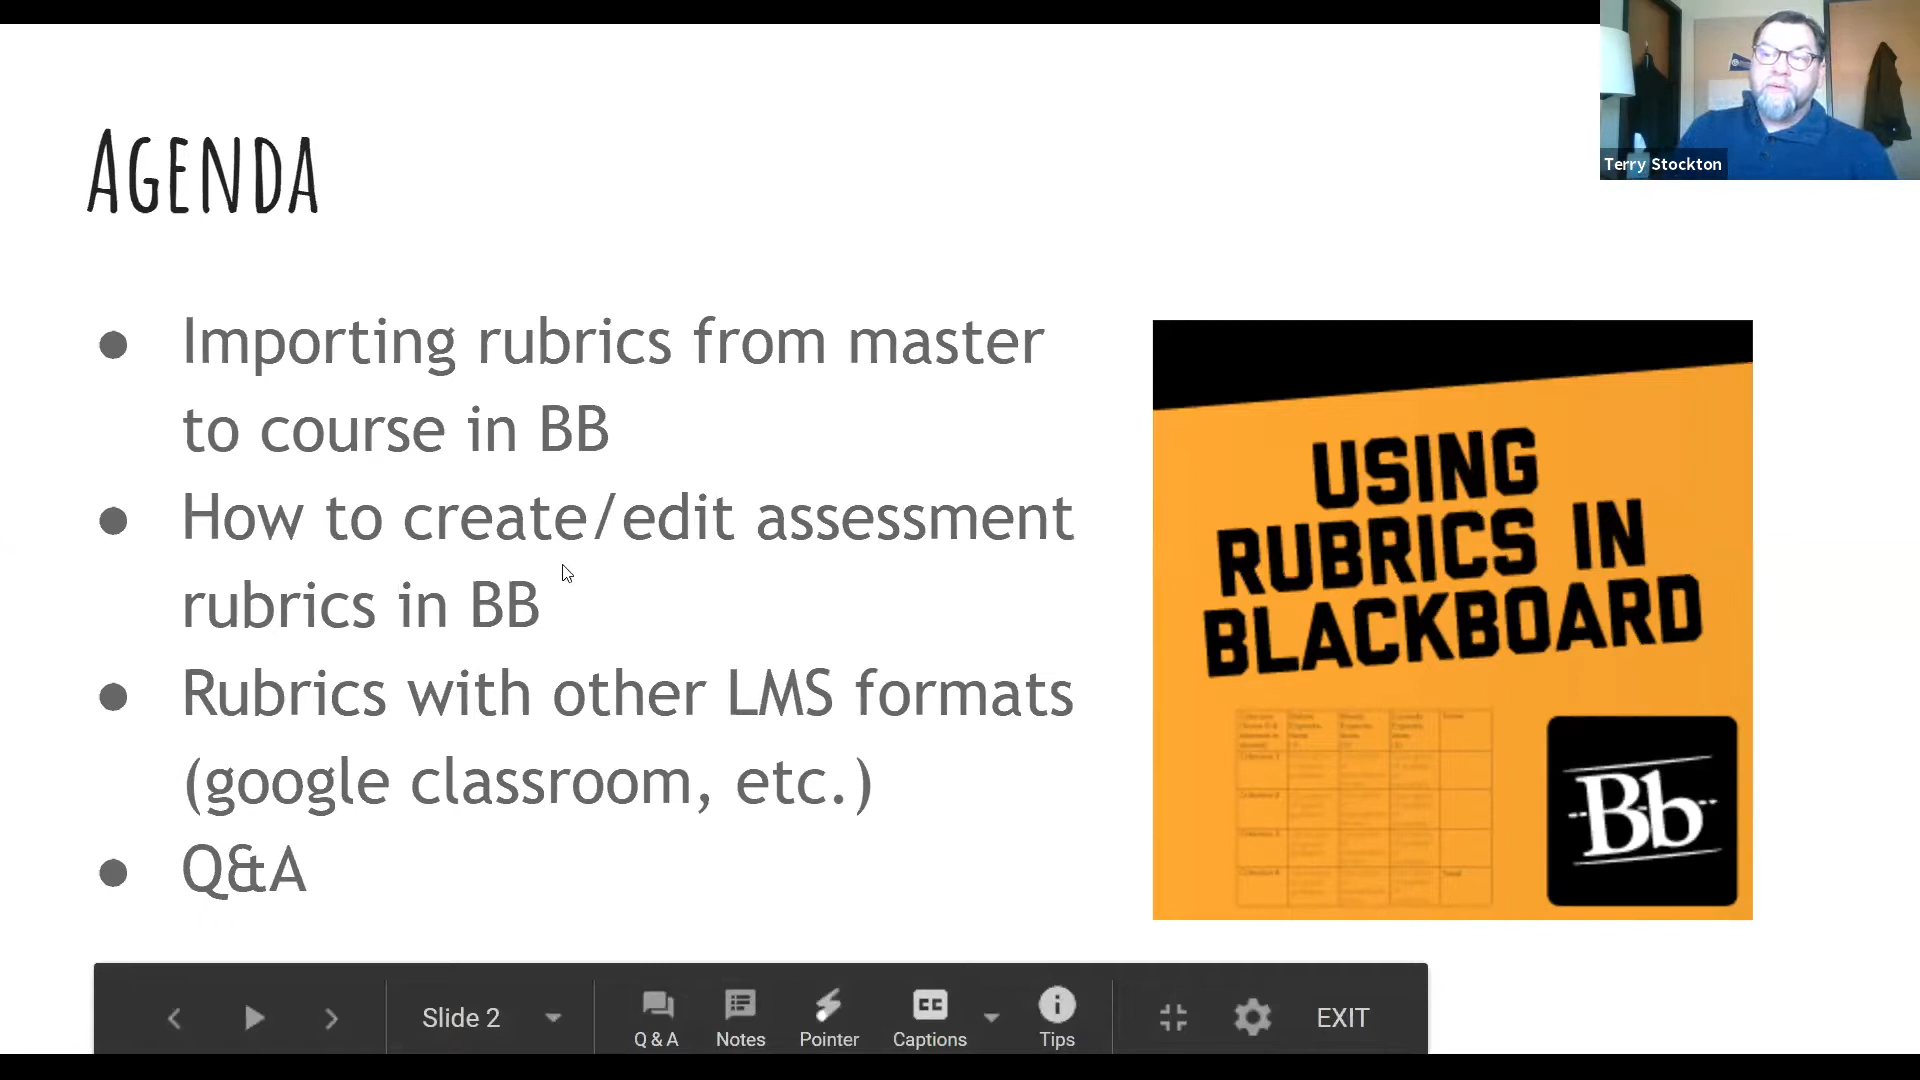 Terry Stockton
AGENDA
● Importing rubrics from master
to course in BB
● How to create/edit assessment
rubrics in BB
● Rubrics with other LMS formats
(google classroom, etc.)
● Q&A
USING
RUBRICS IN
BLACKBOARD
Bb
Slide 2
Q & A
Notes
Pointer
CC
Captions
Tips
EXIT